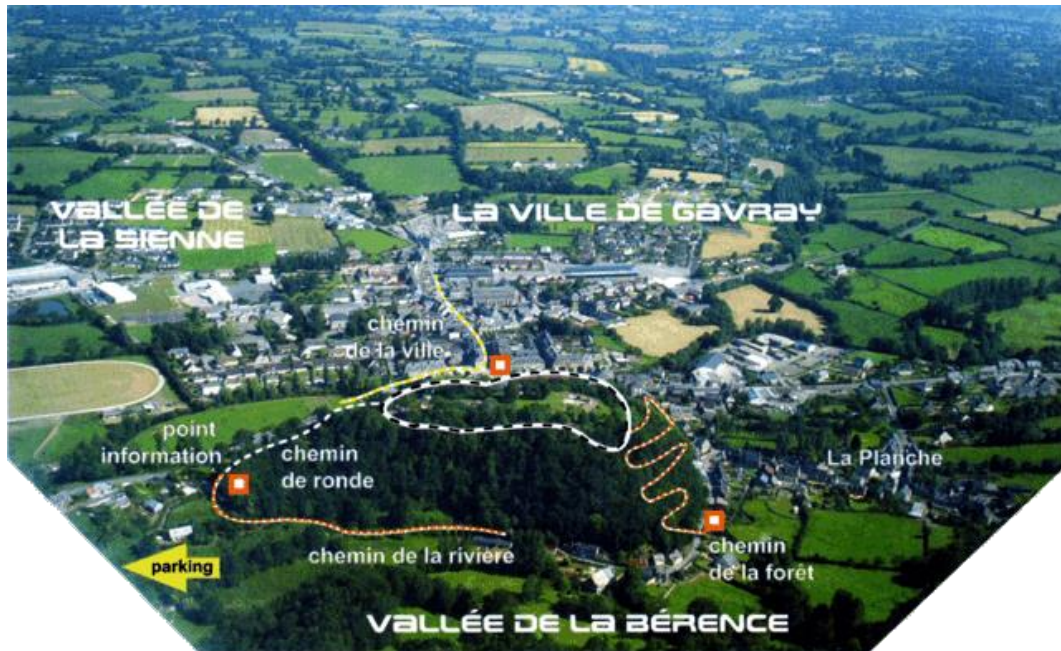 VALLÉE DE
LA SIENNE
LA VILLE DE GAVRAY
chemin
de la ville
point
information
chemin
de ronde
La Planche
chemin de la rivière
chemin
de la forêt
parking
VALLÉE DE LA BÉRENCE